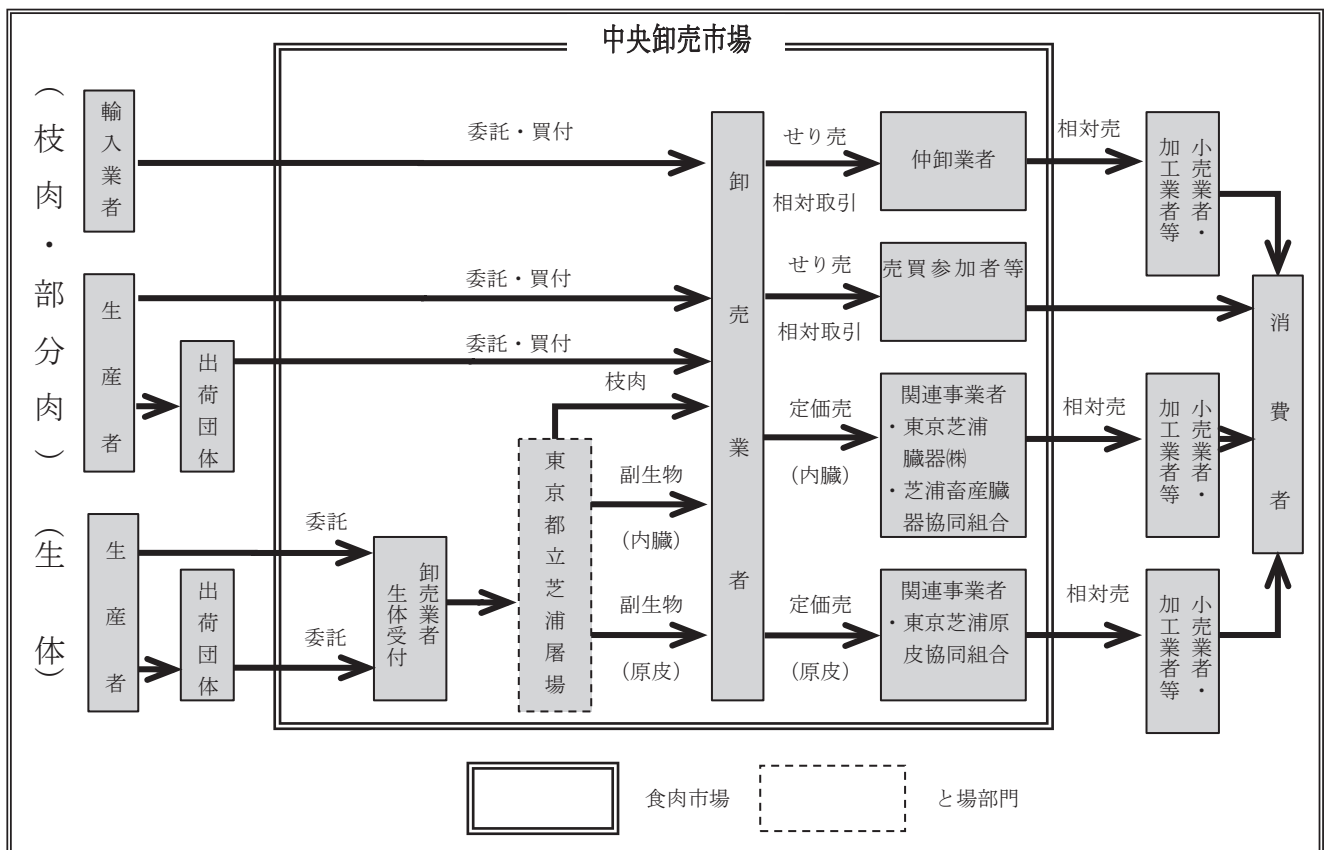 中央卸売市場
（枝肉・部分肉）
輸入業者
委託・買付
卸売業者
せり売
相対取引
仲卸業者
相対売
小売業者・
加工業者等
生産者
委託・買付
せり売
相対取引
売買参加者等
消費者
出荷団体
委託・買付
枝肉
東京都立芝浦屠場
副生物
（内臓）
定価売
（内臓）
関連事業者
・東京芝浦
臓器㈱
・芝浦畜産臓
器協同組合
相対売
小売業者・
加工業者等
（生体）
生産者
委託
出荷団体
委託
卸売業者
生体受付
副生物
（原皮）
定価売
（原皮）
関連事業者
・東京芝浦原
皮協同組合
相対売
小売業者・
加工業者等
食肉市場
と場部門